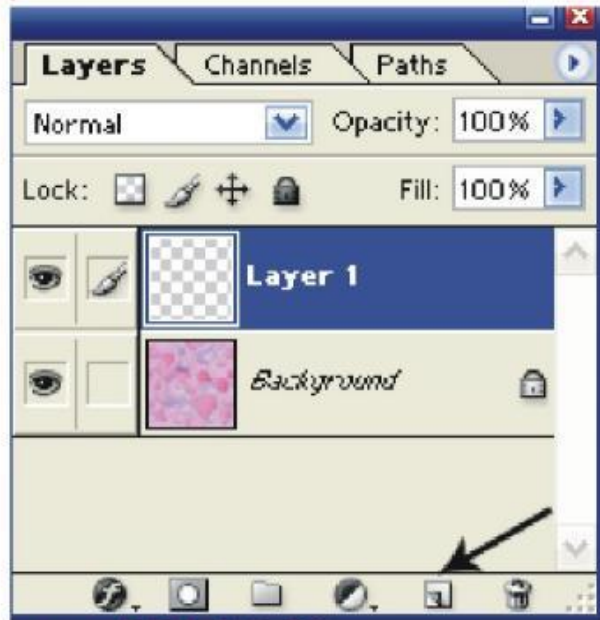 Layers Channels Paths
Normal Opacity: 100%
Lock: Fill: 100%
Layer 1
Background